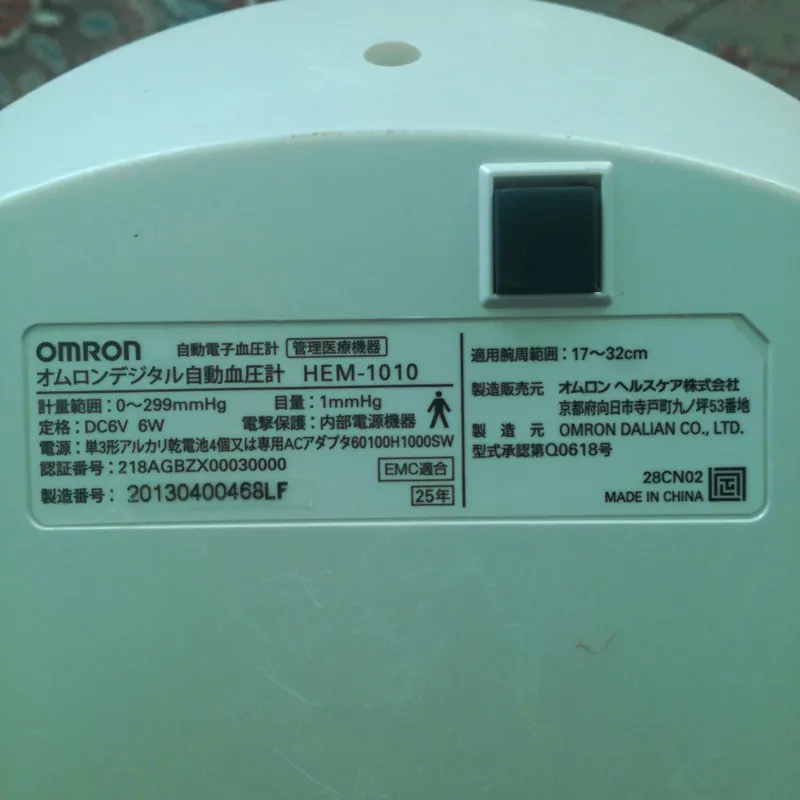 OMRON 自動電子血圧計 管理医療機器
オムロンデジタル自動血圧計 HEM-1010
計量範囲：0～299mmHg 目量：1mmHg
定格：DC6V 6W 電撃保護：内部電源機器
電源：単3形アルカリ乾電池4個又は専用ACアダプタ60100H1000SW
認証番号：218AGBZX00030000 EMC適合
製造番号：20130400468LF 25年
適用腕周範囲：17～32cm
製造販売元 オムロン ヘルスケア株式会社
京都府向日市寺戸町九ノ坪53番地
製造元 OMRON DALIAN CO., LTD.
型式承認第Q0618号
28CN02
MADE IN CHINA